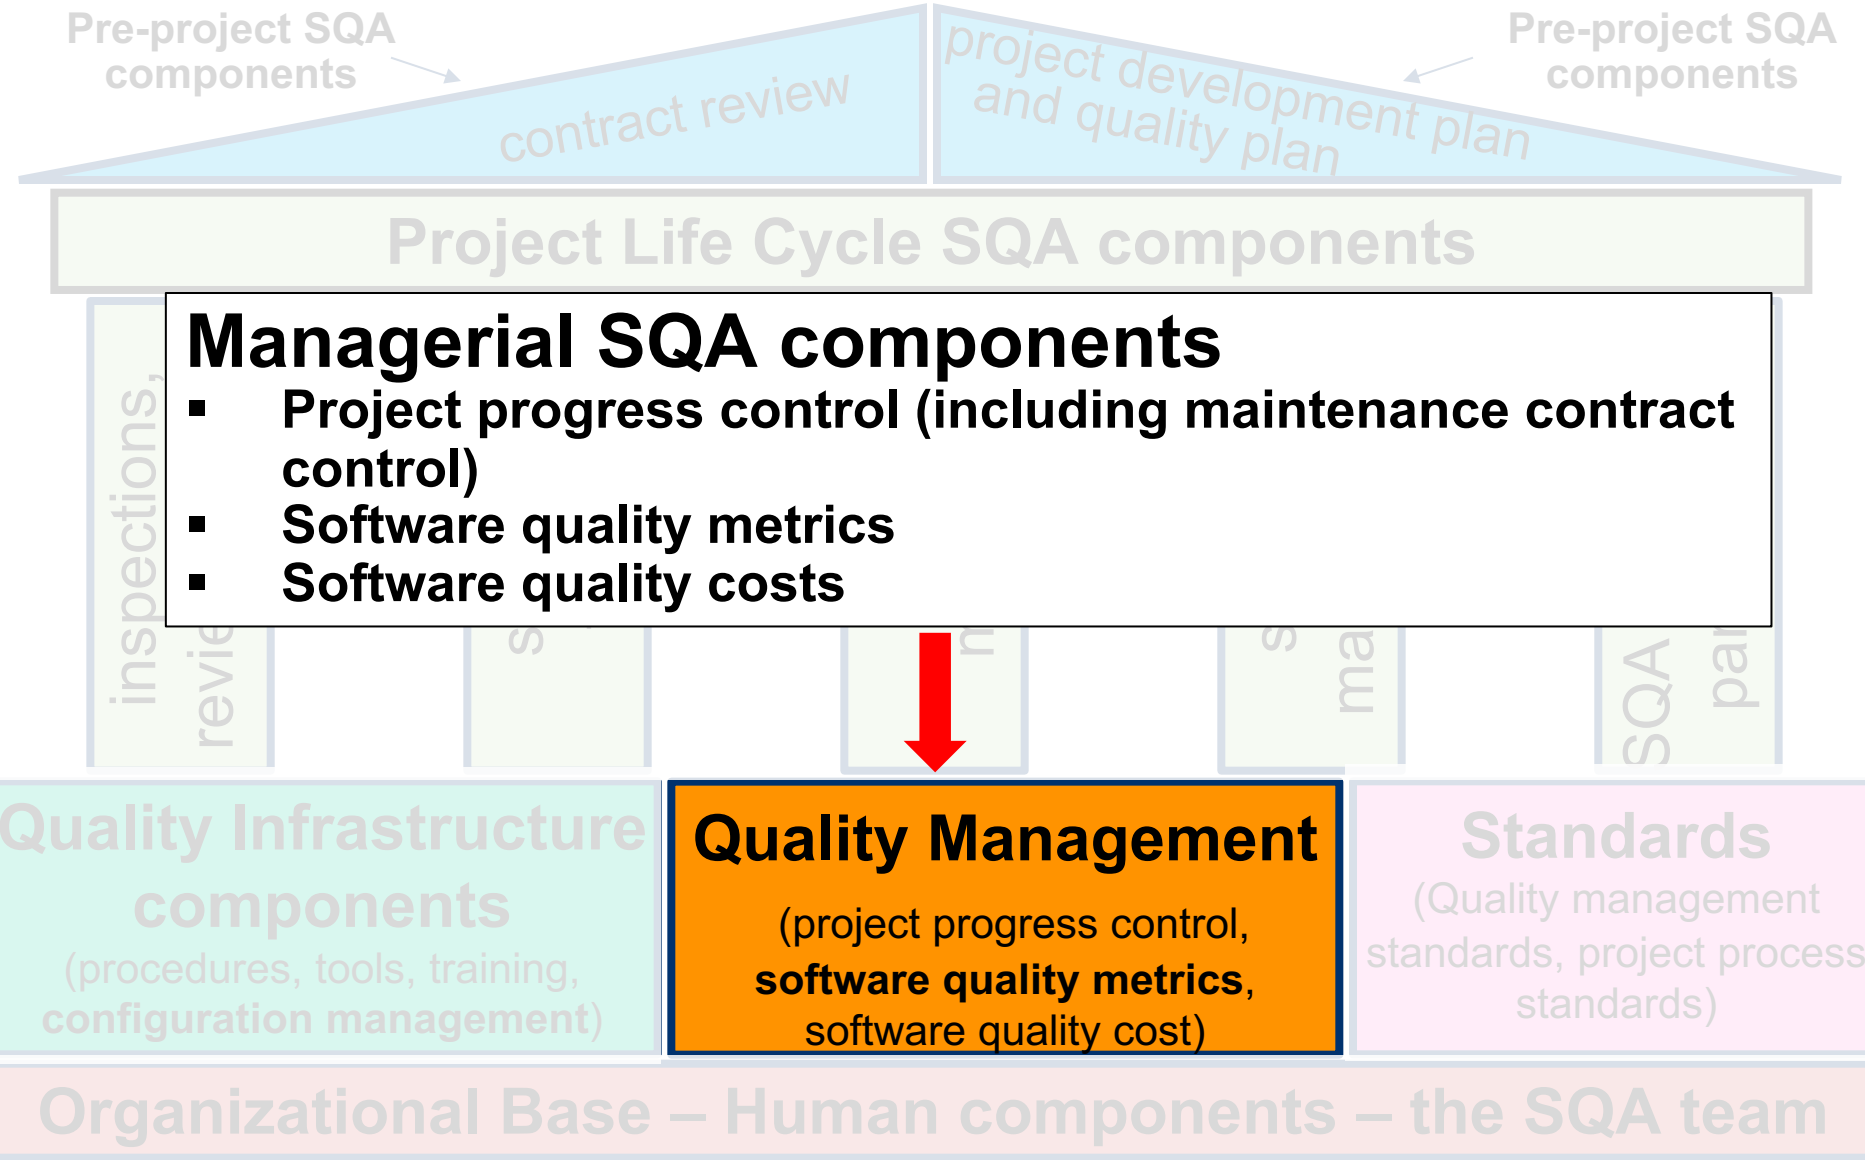 Pre-project SQA
components
Pre-project SQA
components
contract review
project development plan
and quality plan
Project Life Cycle SQA components
Managerial SQA components
▪ Project progress control (including maintenance contract
control)
▪ Software quality metrics
▪ Software quality costs
inspections,
SQA
Quality Infrastructure
components
(procedures, tools, training,
configuration management)
Quality Management
(project progress control,
software quality metrics,
software quality cost)
Standards
(Quality management
standards, project process
standards)
Organizational Base – Human components – the SQA team